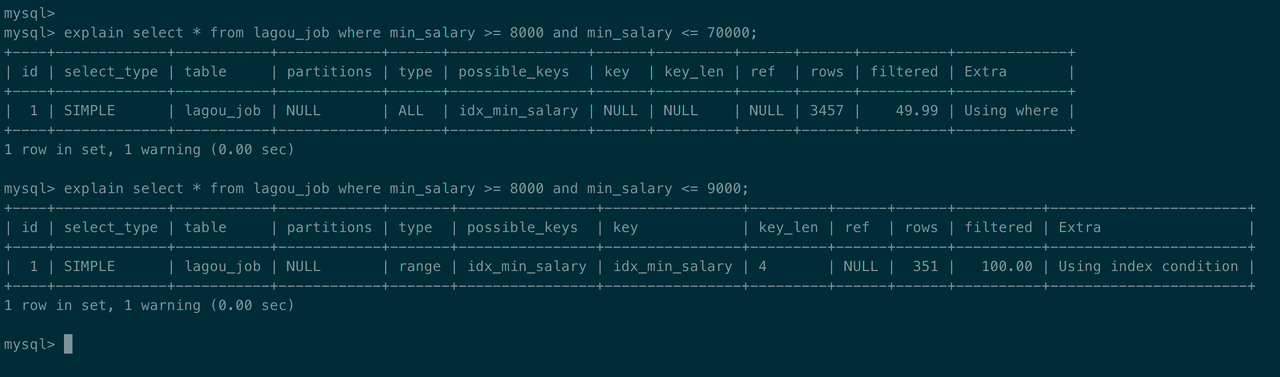 mysql>
mysql> explain select * from lagou_job where min_salary >= 8000 and min_salary <= 70000;
+----+-------------+-----------+------------+------+----------------+------+---------+------+------+----------+-------------+
| id | select_type | table     | partitions | type | possible_keys  | key  | key_len | ref  | rows | filtered | Extra       |
+----+-------------+-----------+------------+------+----------------+------+---------+------+------+----------+-------------+
|  1 | SIMPLE      | lagou_job | NULL       | ALL  | idx_min_salary | NULL | NULL    | NULL | 3457 |    49.99 | Using where |
+----+-------------+-----------+------------+------+----------------+------+---------+------+------+----------+-------------+
1 row in set, 1 warning (0.00 sec)

mysql> explain select * from lagou_job where min_salary >= 8000 and min_salary <= 9000;
+----+-------------+-----------+------------+-------+----------------+----------------+---------+------+------+----------+-----------------------+
| id | select_type | table     | partitions | type  | possible_keys  | key            | key_len | ref  | rows | filtered | Extra                 |
+----+-------------+-----------+------------+-------+----------------+----------------+---------+------+------+----------+-----------------------+
|  1 | SIMPLE      | lagou_job | NULL       | range | idx_min_salary | idx_min_salary | 4       | NULL |  351 |   100.00 | Using index condition |
+----+-------------+-----------+------------+-------+----------------+----------------+---------+------+------+----------+-----------------------+
1 row in set, 1 warning (0.00 sec)

mysql>